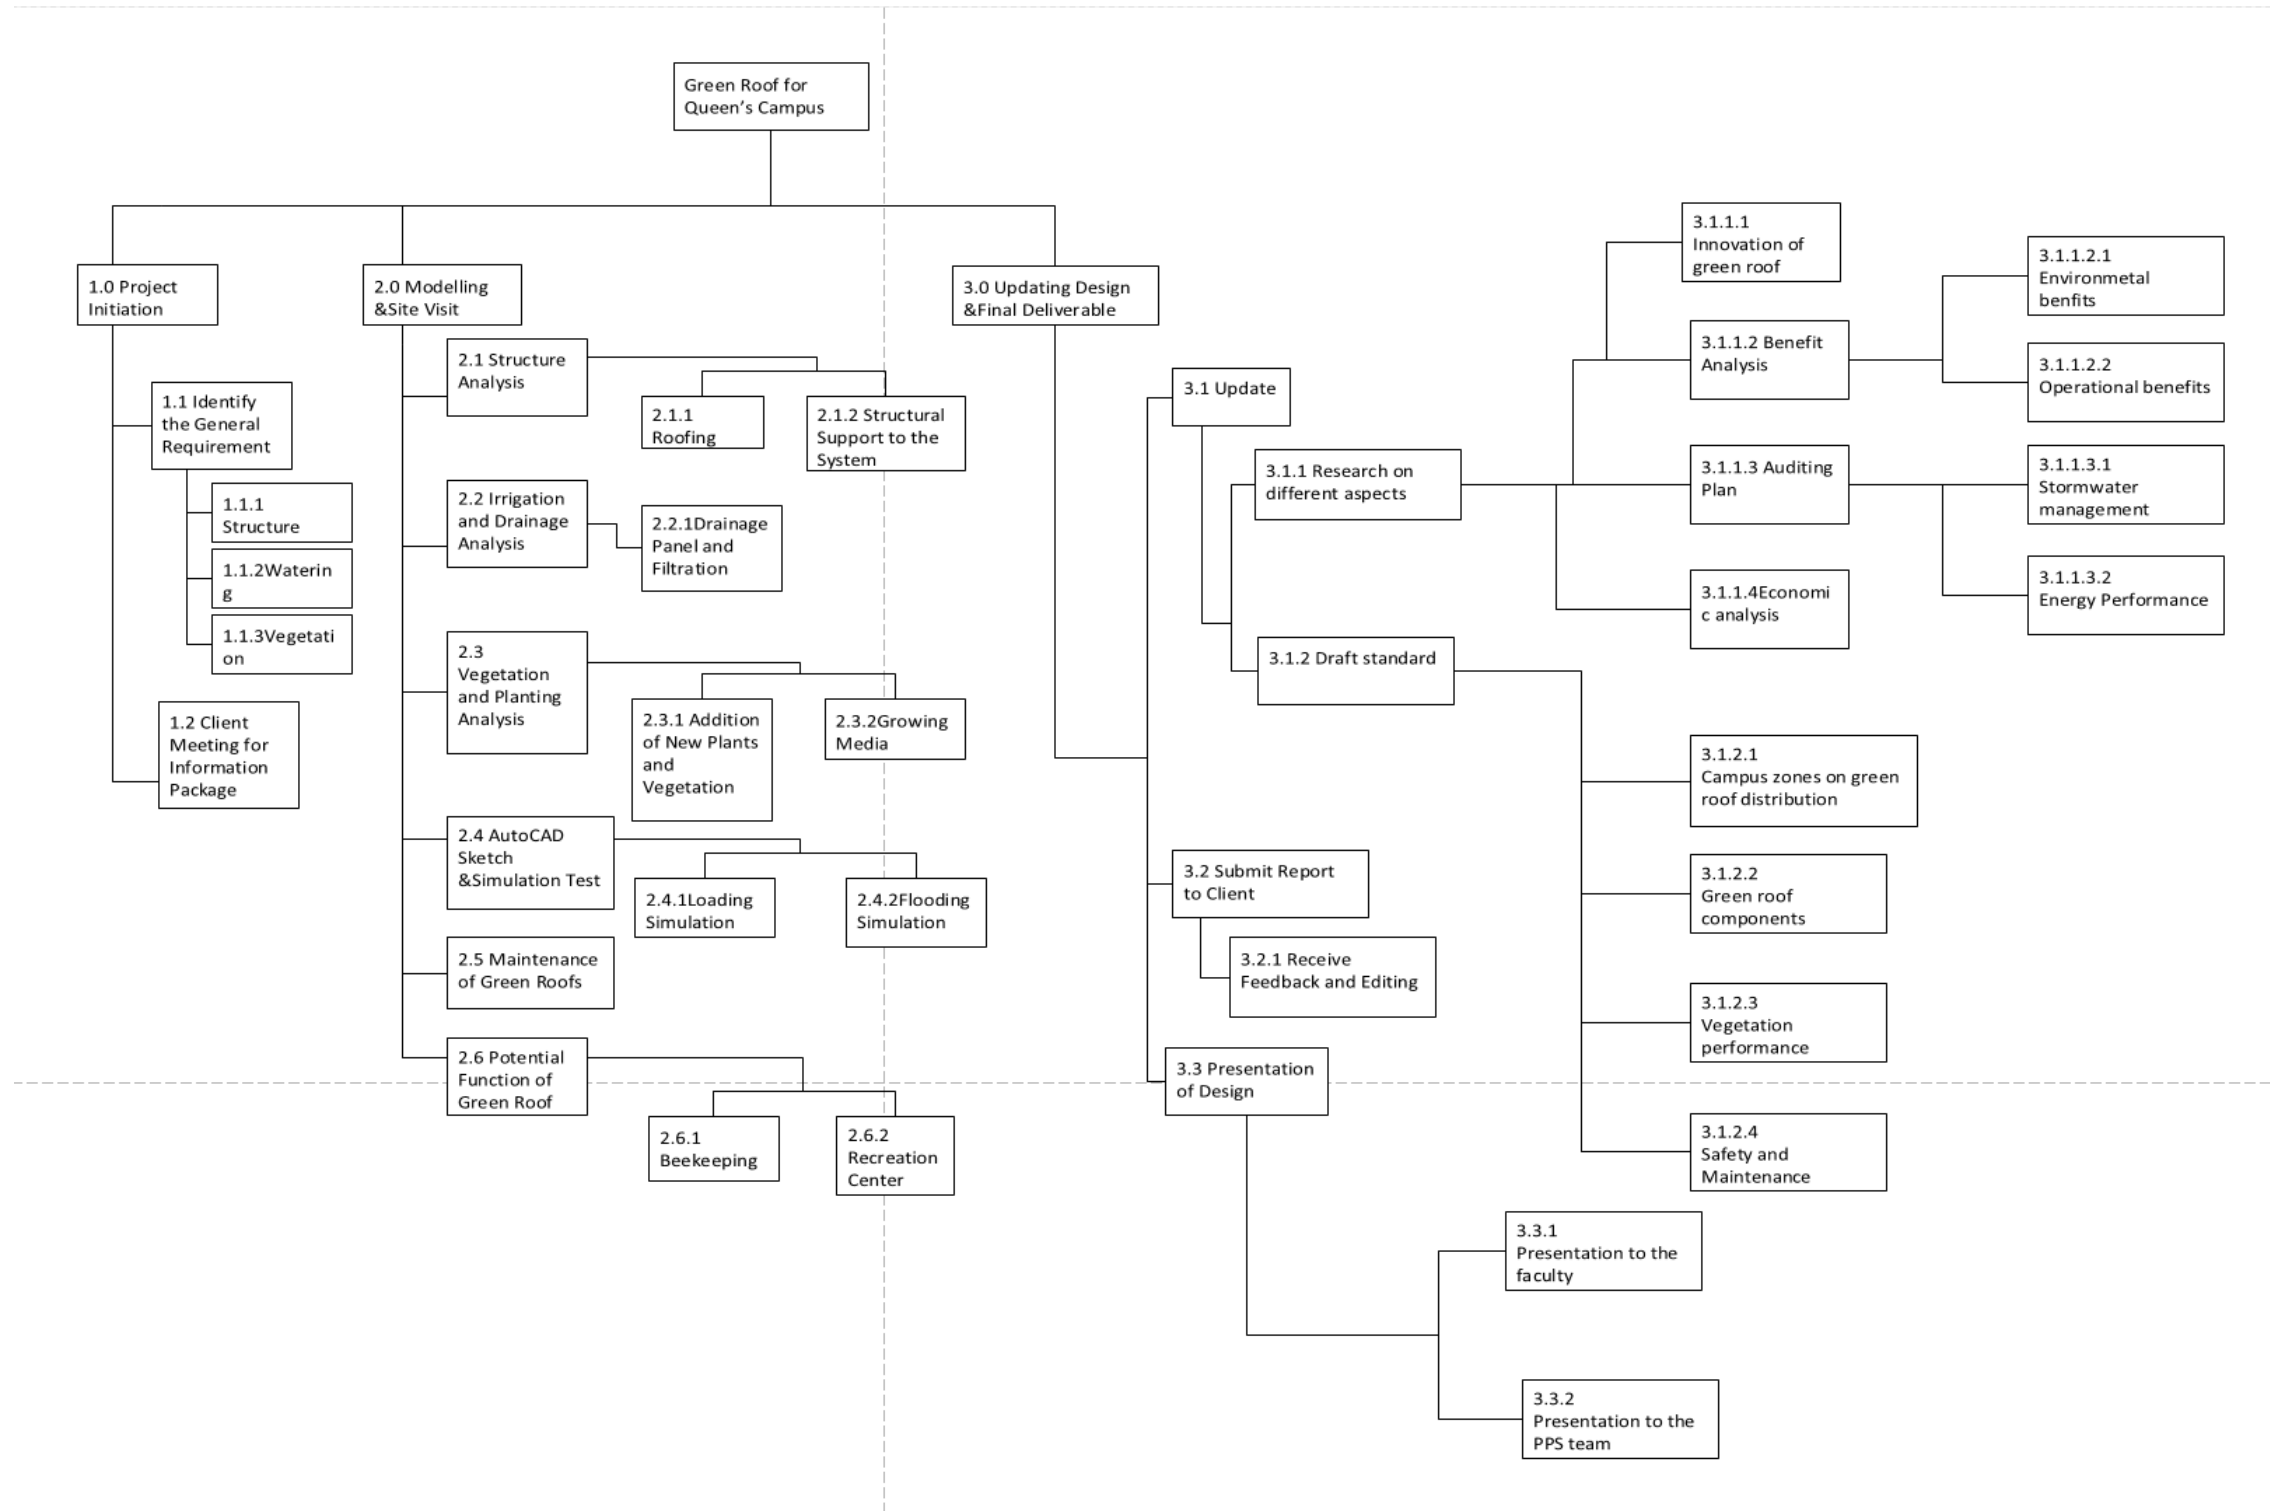 Green Roof for
Queen’s Campus
1.0 Project
Initiation
1.1 Identify
the General
Requirement
1.1.1
Structure
1.1.2Waterin
g
1.1.3Vegetati
on
1.2 Client
Meeting for
Information
Package
2.0 Modelling
&Site Visit
2.1 Structure
Analysis
2.1.1
Roofing
2.1.2 Structural
Support to the
System
2.2 Irrigation
and Drainage
Analysis
2.2.1Drainage
Panel and
Filtration
2.3
Vegetation
and Planting
Analysis
2.3.1 Addition
of New Plants
and
Vegetation
2.3.2Growing
Media
2.4 AutoCAD
Sketch
&Simulation Test
2.4.1Loading
Simulation
2.4.2Flooding
Simulation
2.5 Maintenance
of Green Roofs
2.6 Potential
Function of
Green Roof
2.6.1
Beekeeping
2.6.2
Recreation
Center
3.0 Updating Design
&Final Deliverable
3.1 Update
3.1.1 Research on
different aspects
3.1.1.1
Innovation of
green roof
3.1.1.2 Benefit
Analysis
3.1.1.2.1
Environmetal
benfits
3.1.1.2.2
Operational benefits
3.1.1.3 Auditing
Plan
3.1.1.3.1
Stormwater
management
3.1.1.3.2
Energy Performance
3.1.1.4Economi
c analysis
3.1.2 Draft standard
3.1.2.1
Campus zones on green
roof distribution
3.1.2.2
Green roof
components
3.1.2.3
Vegetation
performance
3.1.2.4
Safety and
Maintenance
3.2 Submit Report
to Client
3.2.1 Receive
Feedback and Editing
3.3 Presentation
of Design
3.3.1
Presentation to the
faculty
3.3.2
Presentation to the
PPS team